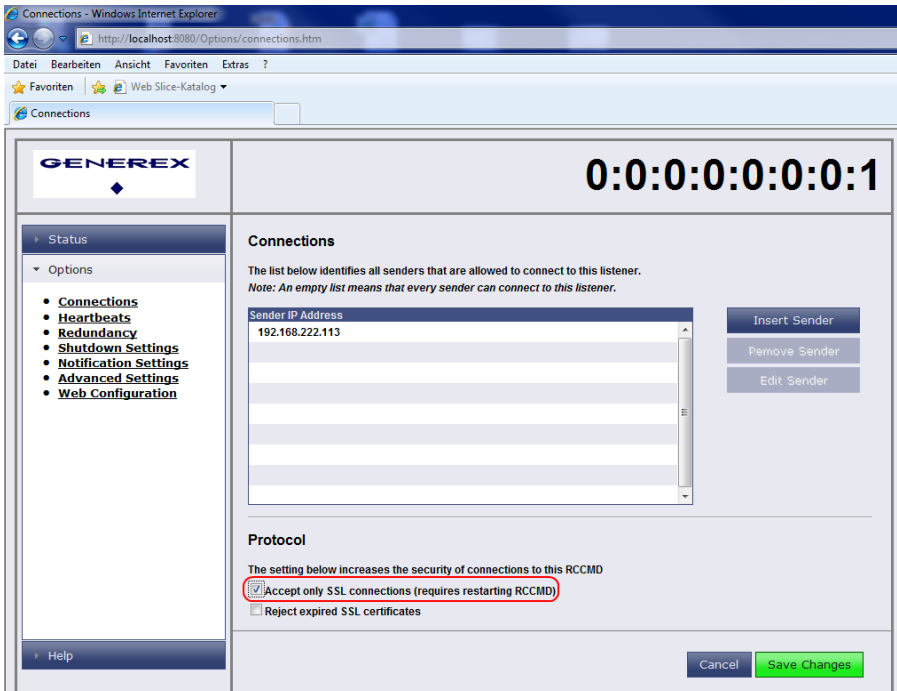 Connections - Windows Internet Explorer
http://localhost:8080/Options/connections.htm
Datei Bearbeiten Ansicht Favoriten Extras ?
Favoriten Web Slice-Katalog
Connections
GENEREX
0:0:0:0:0:0:0:1
Status
Options
Connections
Heartbeats
Redundancy
Shutdown Settings
Notification Settings
Advanced Settings
Web Configuration
Help
Connections
The list below identifies all senders that are allowed to connect to this listener.
Note: An empty list means that every sender can connect to this listener.
Sender IP Address
192.168.222.113
Insert Sender
Remove Sender
Edit Sender
Protocol
The setting below increases the security of connections to this RCCMD
Accept only SSL connections (requires restarting RCCMD)
Reject expired SSL certificates
Cancel Save Changes